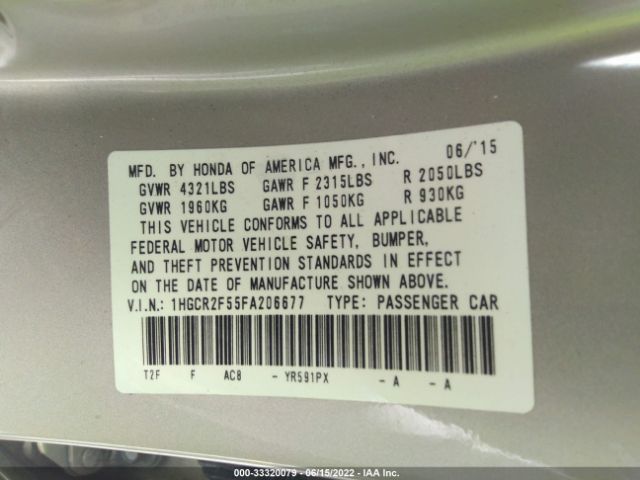 MFD. BY HONDA OF AMERICA MFG., INC. 06/'15
GVWR 4321LBS GAWR F 2315LBS R 2050LBS
GVWR 1960KG GAWR F 1050KG R 930KG
THIS VEHICLE CONFORMS TO ALL APPLICABLE
FEDERAL MOTOR VEHICLE SAFETY, BUMPER,
AND THEFT PREVENTION STANDARDS IN EFFECT
ON THE DATE OF MANUFACTURE SHOWN ABOVE.
V.I.N.: 1HGCR2F55FA206677 TYPE: PASSENGER CAR
T2F F AC8 - YR591PX - A - A
000-33320079 - 06/15/2022 - IAA Inc.